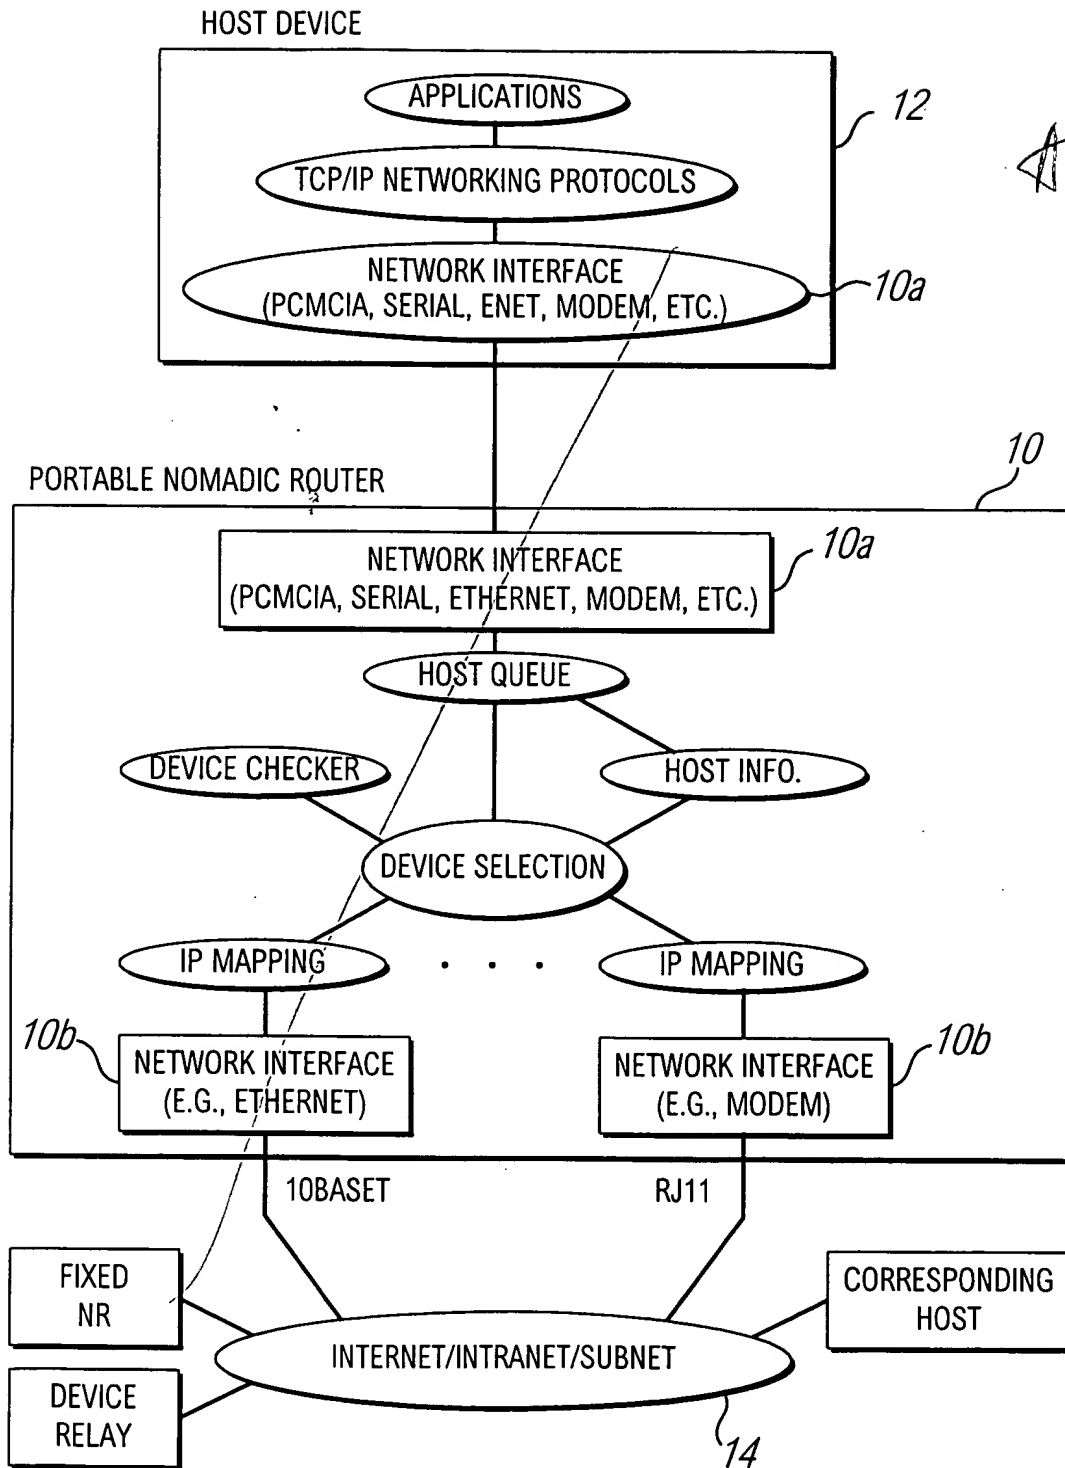 HOST DEVICE
APPLICATIONS
12
TCP/IP NETWORKING PROTOCOLS
NETWORK INTERFACE
(PCMCIA, SERIAL, ENET, MODEM, ETC.)
10a
10
PORTABLE NOMADIC ROUTER
NETWORK INTERFACE
(PCMCIA, SERIAL, ETHERNET, MODEM, ETC.)
10a
HOST QUEUE
DEVICE CHECKER
HOST INFO.
DEVICE SELECTION
IP MAPPING
. . .
IP MAPPING
10b
NETWORK INTERFACE
(E.G., ETHERNET)
NETWORK INTERFACE
(E.G., MODEM)
10b
10BASET
RJ11
FIXED
NR
CORRESPONDING
HOST
INTERNET/INTRANET/SUBNET
DEVICE
RELAY
14